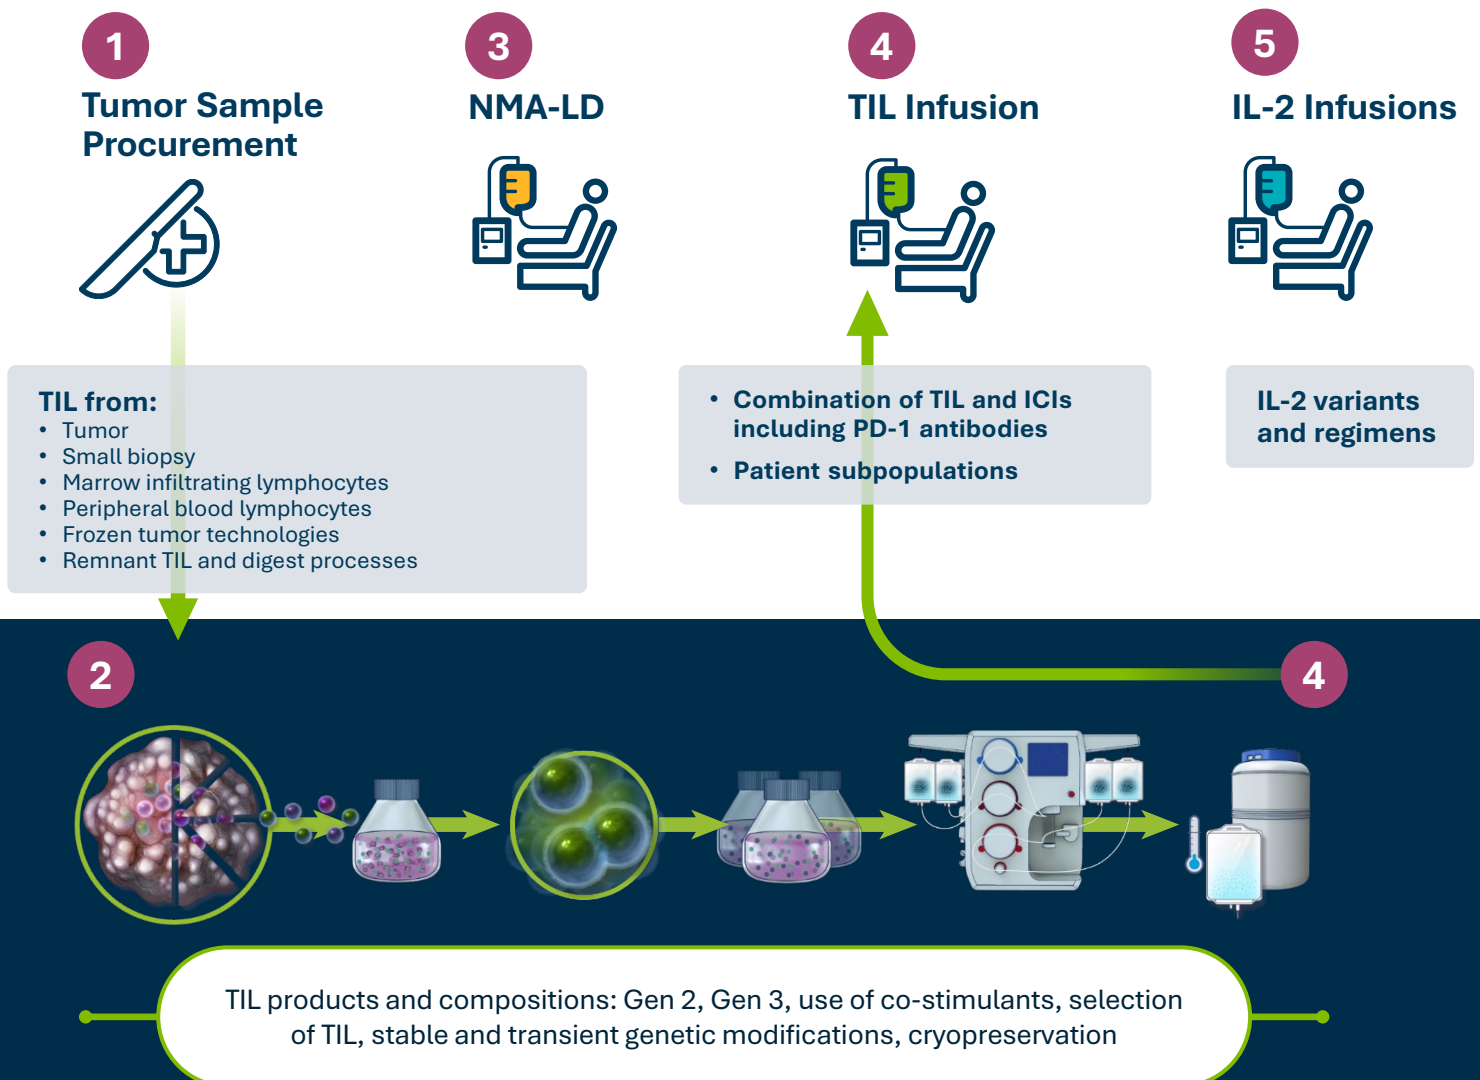 1
Tumor Sample
Procurement
3
NMA-LD
4
TIL Infusion
5
IL-2 Infusions
TIL from:
• Tumor
• Small biopsy
• Marrow infiltrating lymphocytes
• Peripheral blood lymphocytes
• Frozen tumor technologies
• Remnant TIL and digest processes
• Combination of TIL and ICIs
including PD-1 antibodies
• Patient subpopulations
IL-2 variants
and regimens
2
4
TIL products and compositions: Gen 2, Gen 3, use of co-stimulants, selection
of TIL, stable and transient genetic modifications, cryopreservation